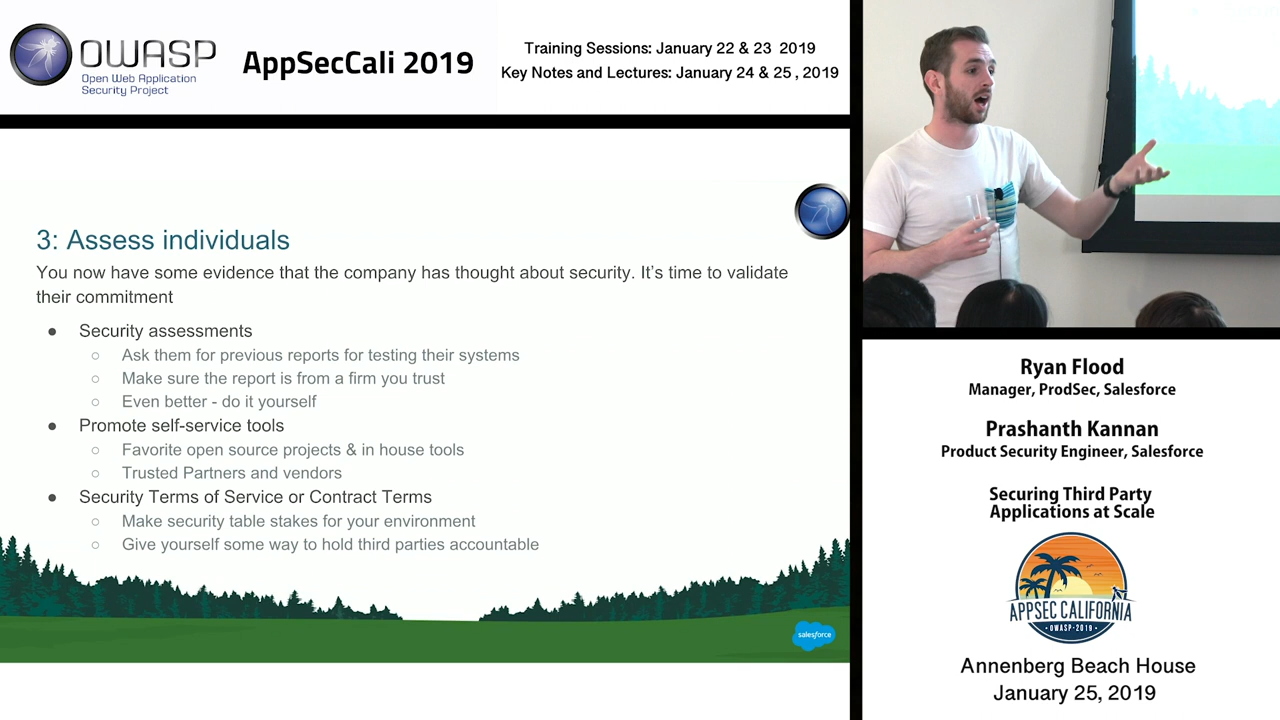 OWASP
Open Web Application
Security Project
AppSecCali 2019
Training Sessions: January 22 & 23 2019
Key Notes and Lectures: January 24 & 25 , 2019
3: Assess individuals
You now have some evidence that the company has thought about security. It's time to validate
their commitment
● Security assessments
○ Ask them for previous reports for testing their systems
○ Make sure the report is from a firm you trust
○ Even better - do it yourself
● Promote self-service tools
○ Favorite open source projects & in house tools
○ Trusted Partners and vendors
● Security Terms of Service or Contract Terms
○ Make security table stakes for your environment
○ Give yourself some way to hold third parties accountable
salesforce
Ryan Flood
Manager, ProdSec, Salesforce
Prashanth Kannan
Product Security Engineer, Salesforce
Securing Third Party
Applications at Scale
APPSEC CALIFORNIA
• OWASP-2019 •
Annenberg Beach House
January 25, 2019